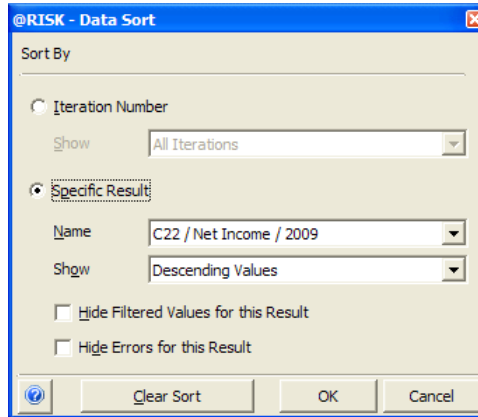 @RISK - Data Sort
Sort By
Iteration Number
Show All Iterations
Specific Result
Name C22 / Net Income / 2009
Show Descending Values
Hide Filtered Values for this Result
Hide Errors for this Result
Clear Sort OK Cancel